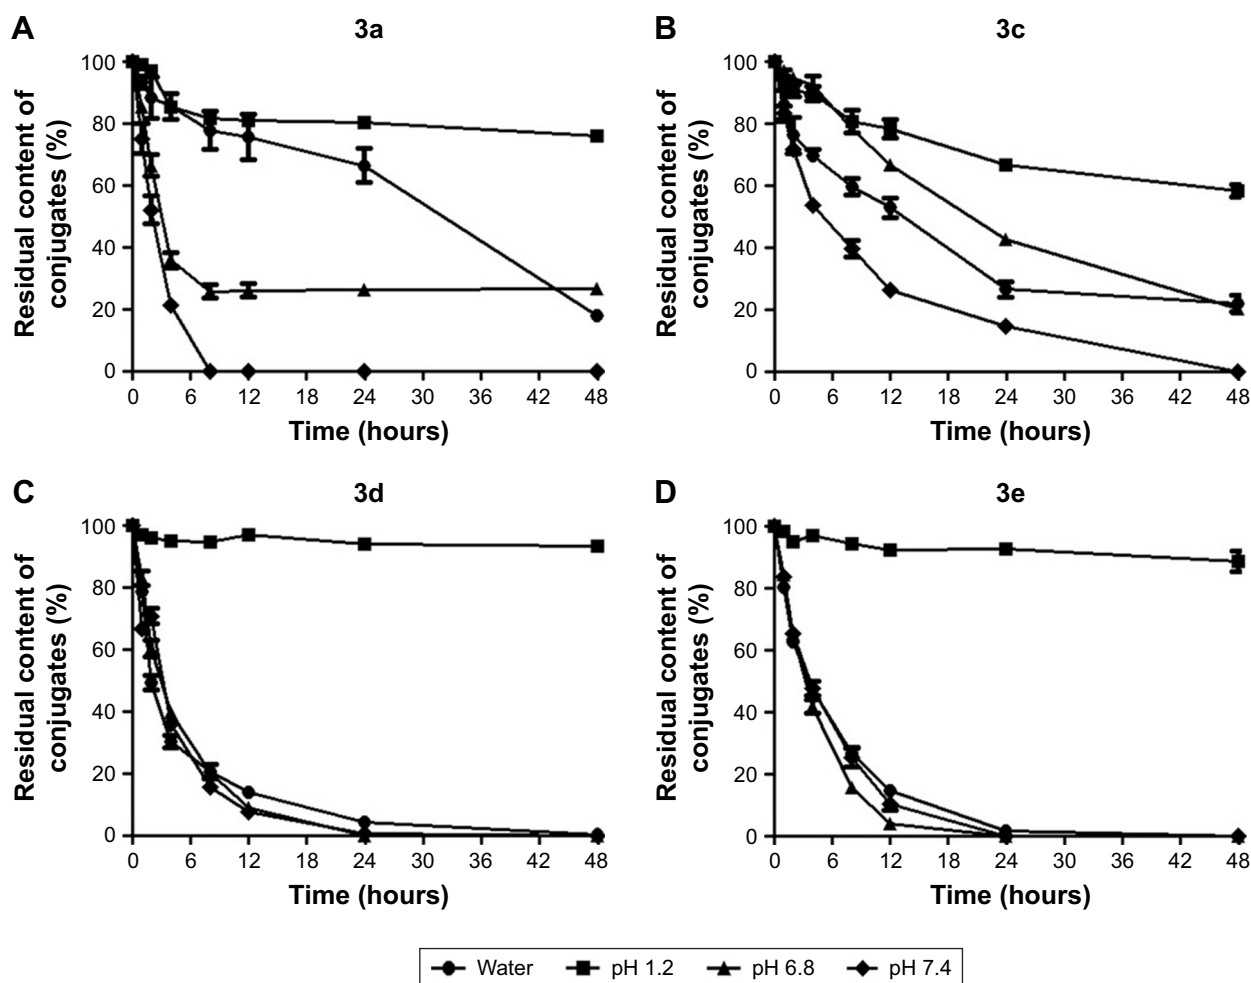 A
3a
Residual content of
conjugates (%)
100
80
60
40
20
0
0 6 12 18 24 30 36 42 48
Time (hours)
B
3c
Residual content of
conjugates (%)
100
80
60
40
20
0
0 6 12 18 24 30 36 42 48
Time (hours)
C
3d
Residual content of
conjugates (%)
100
80
60
40
20
0
0 6 12 18 24 30 36 42 48
Time (hours)
D
3e
Residual content of
conjugates (%)
100
80
60
40
20
0
0 6 12 18 24 30 36 42 48
Time (hours)
Water pH 1.2 pH 6.8 pH 7.4